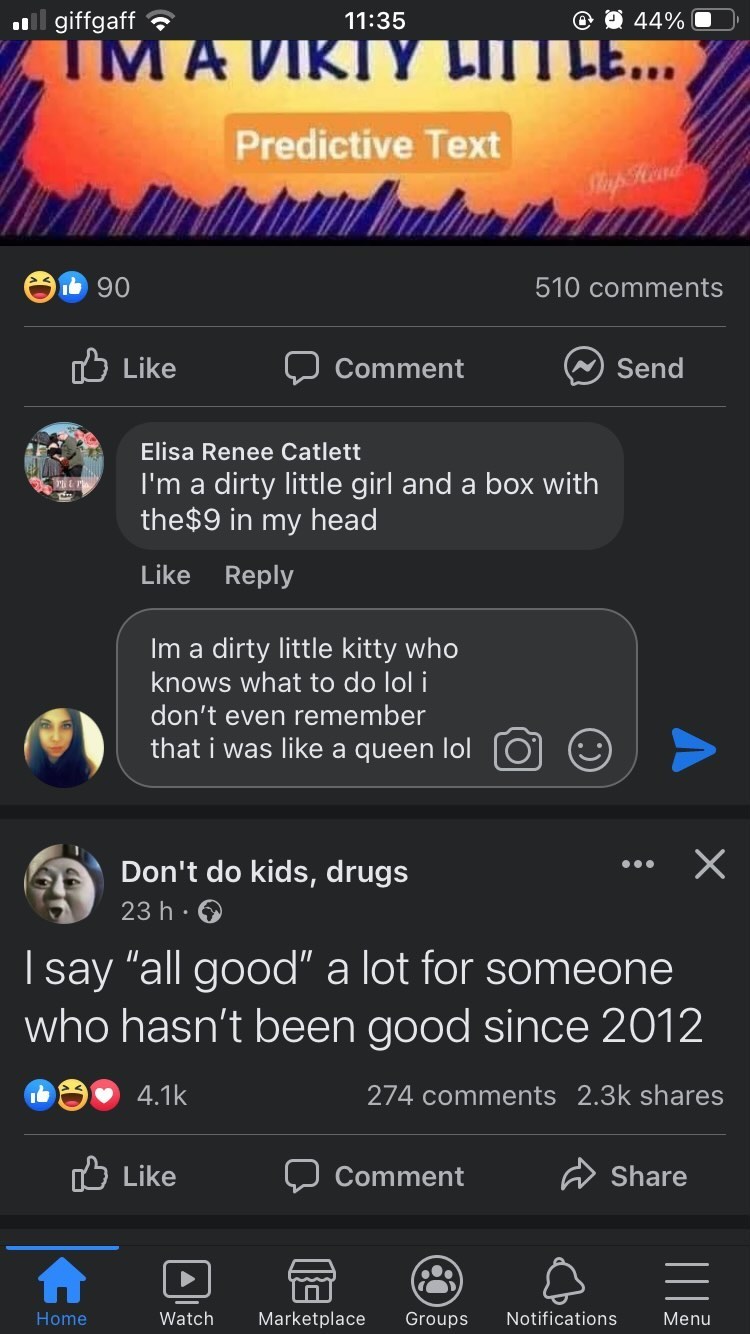 giffgaff 11:35 44%
I'M A DIRTY LITTLE...
Predictive Text
90 510 comments
Like Comment Send
Elisa Renee Catlett
I'm a dirty little girl and a box with
the$9 in my head
Like Reply
Im a dirty little kitty who
knows what to do lol i
don’t even remember
that i was like a queen lol
Don't do kids, drugs
23 h ·
I say “all good” a lot for someone
who hasn’t been good since 2012
4.1k 274 comments 2.3k shares
Like Comment Share
Home Watch Marketplace Groups Notifications Menu